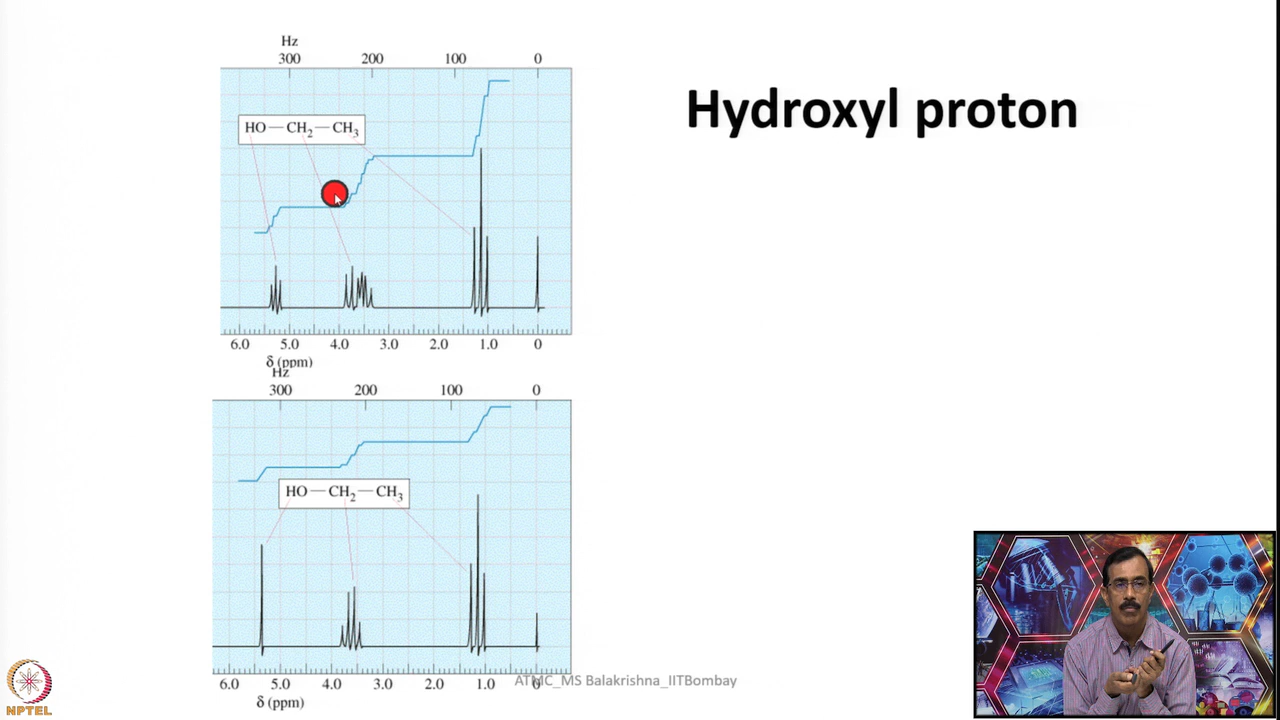 Hydroxyl proton
Hz
300 200 100 0
HO — CH2 — CH3
6.0 5.0 4.0 3.0 2.0 1.0 0
δ (ppm)
Hz
300 200 100 0
HO — CH2 — CH3
6.0 5.0 4.0 3.0 2.0 1.0 0
δ (ppm)
ATMC_MS Balakrishna_IITBombay
NPTEL